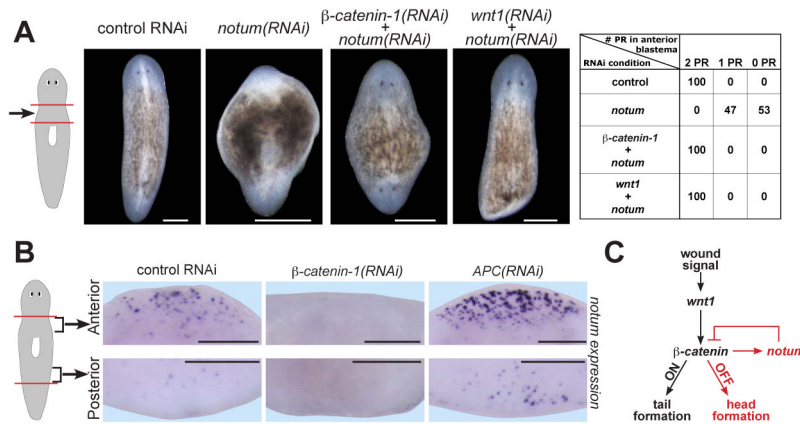 A
control RNAi
notum(RNAi)
β-catenin-1(RNAi)
+
notum(RNAi)
wnt1(RNAi)
+
notum(RNAi)
# PR in anterior
blastema
RNAi condition
2 PR 1 PR 0 PR
control 100 0 0
notum 0 47 53
β-catenin-1
+
notum
100 0 0
wnt1
+
notum
100 0 0
B
control RNAi
β-catenin-1(RNAi)
APC(RNAi)
Anterior
Posterior
notum expression
C
wound
signal
wnt1
β-catenin
notum
ON
OFF
tail
formation
head
formation